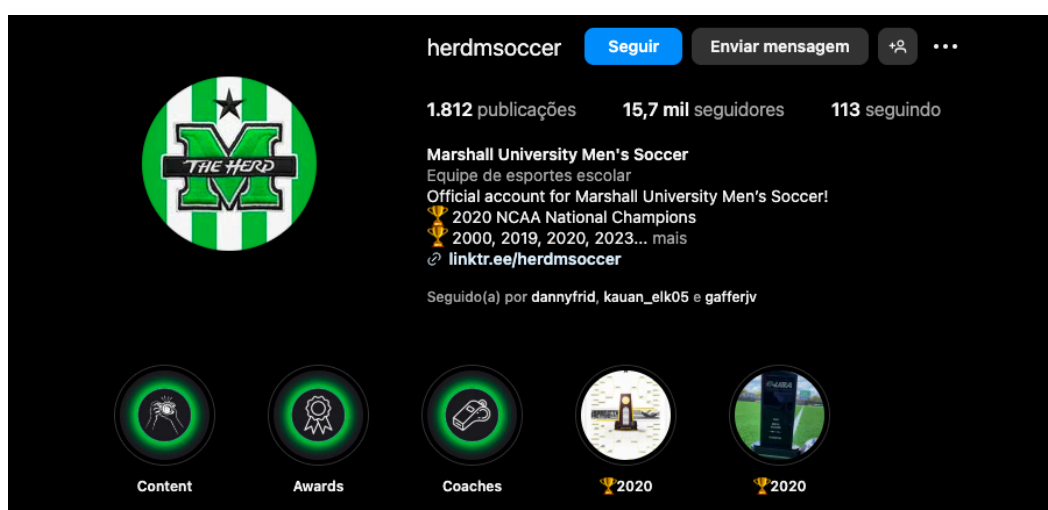 herdmsoccer Seguir Enviar mensagem
THE HERD
1.812 publicações 15,7 mil seguidores 113 seguindo
Marshall University Men's Soccer
Equipe de esportes escolar
Official account for Marshall University Men's Soccer!
🏆 2020 NCAA National Champions
🏆 2000, 2019, 2020, 2023... mais
linktr.ee/herdmsoccer
Seguido(a) por dannyfrid, kauan_elk05 e gafferjv
Content Awards Coaches 🏆2020 🏆2020